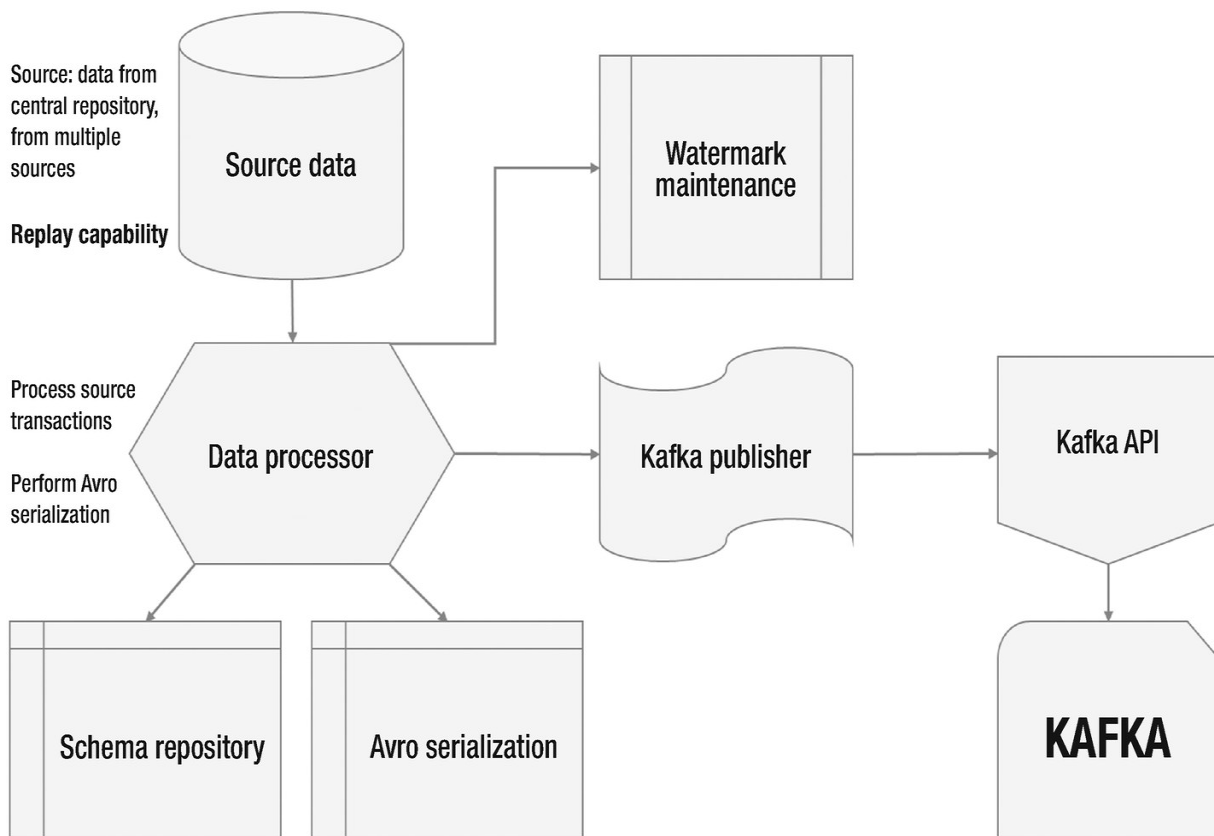 Source: data from
central repository,
from multiple
sources
Replay capability
Source data
Watermark
maintenance
Process source
transactions
Perform Avro
serialization
Data processor
Kafka publisher
Kafka API
Schema repository
Avro serialization
KAFKA